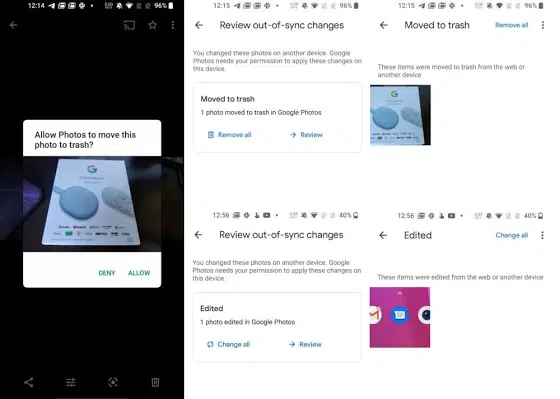 12:14
96%
Allow Photos to move this
photo to trash?
DENY
ALLOW
12:15
96%
Review out-of-sync changes
You changed these photos on another device. Google
Photos needs your permission to apply these changes on
this device.
Moved to trash
1 photo moved to trash in Google Photos
Remove all
Review
12:15
96%
Moved to trash
Remove all
These items were moved to trash from the web or
another device
12:56
40%
Review out-of-sync changes
You changed these photos on another device. Google
Photos needs your permission to apply these changes on
this device.
Edited
1 photo edited in Google Photos
Change all
Review
12:56
40%
Edited
Change all
These items were edited from the web or another device